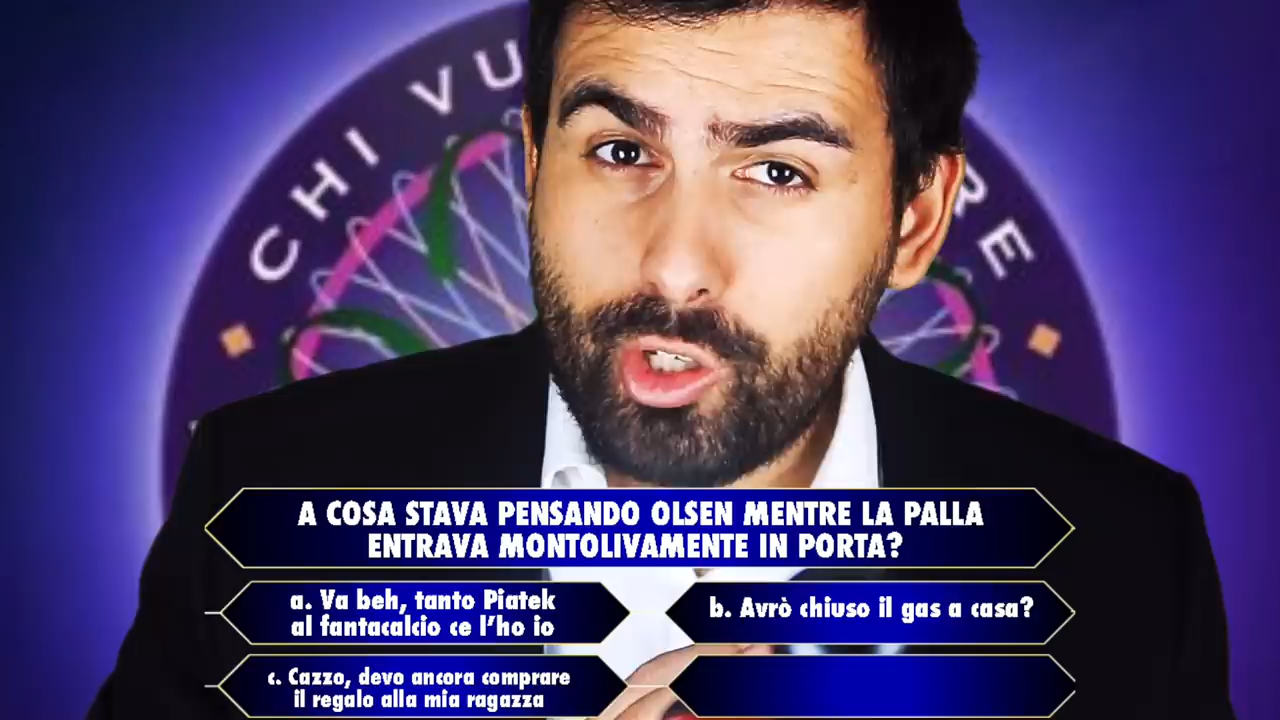 CHI VU
RE
A COSA STAVA PENSANDO OLSEN MENTRE LA PALLA
ENTRAVA MONTOLIVAMENTE IN PORTA?
a. Va beh, tanto Piatek
al fantacalcio ce l'ho io
b. Avrò chiuso il gas a casa?
c. Cazzo, devo ancora comprare
il regalo alla mia ragazza